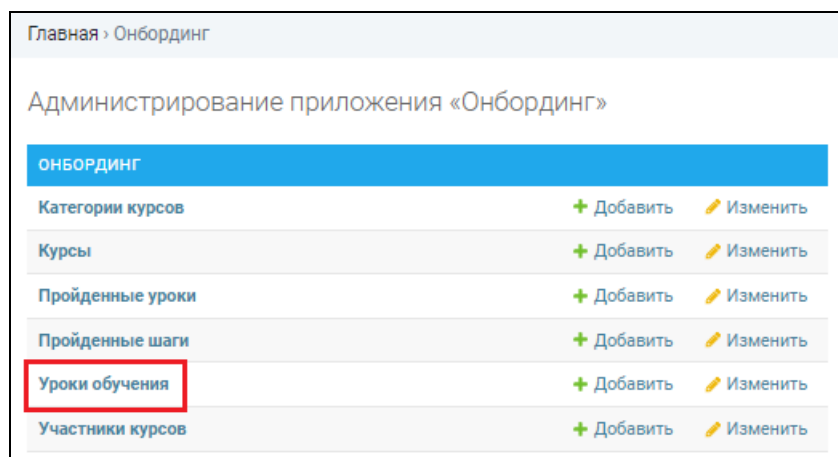 Главная › Онбординг
Администрирование приложения «Онбординг»
ОНБОРДИНГ
Категории курсов Добавить Изменить
Курсы Добавить Изменить
Пройденные уроки Добавить Изменить
Пройденные шаги Добавить Изменить
Уроки обучения Добавить Изменить
Участники курсов Добавить Изменить